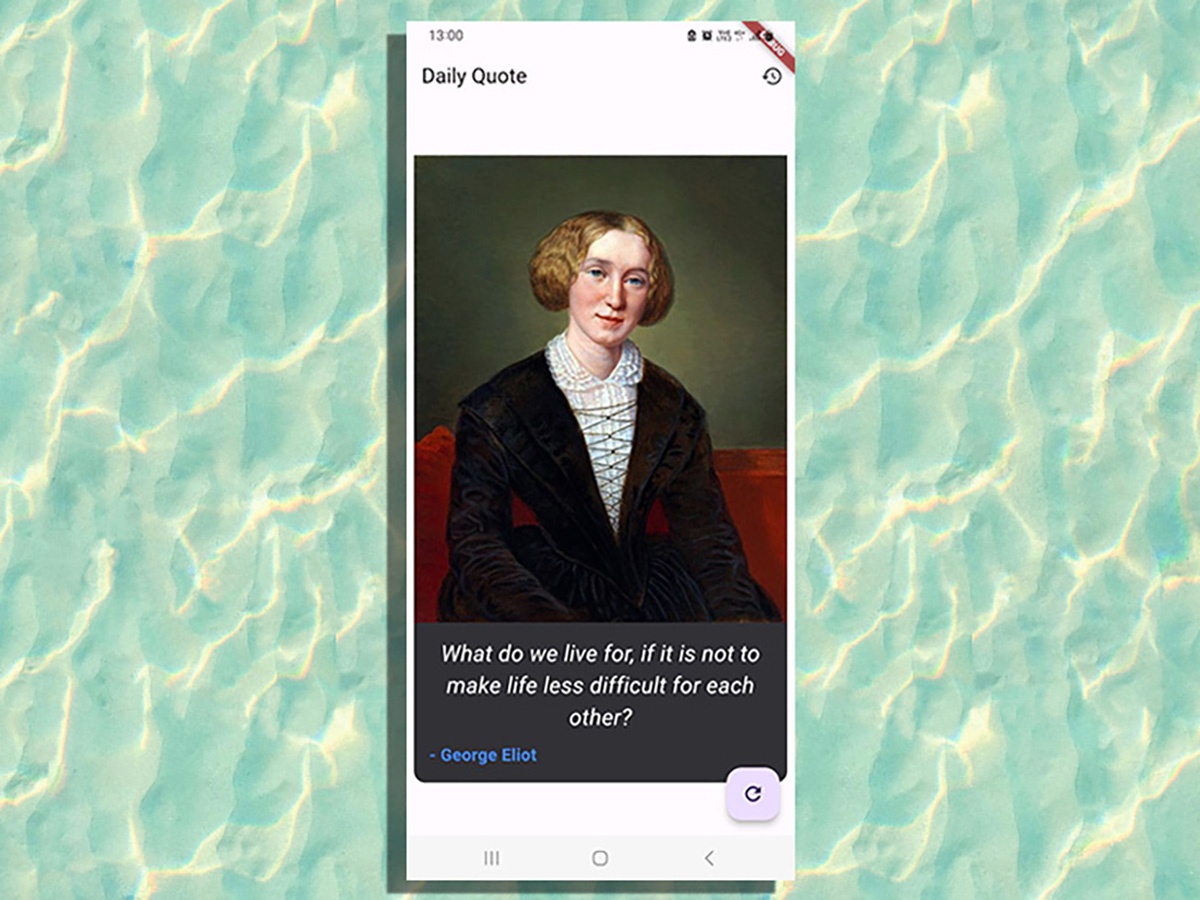 13:00
Daily Quote
What do we live for, if it is not to
make life less difficult for each
other?
- George Eliot